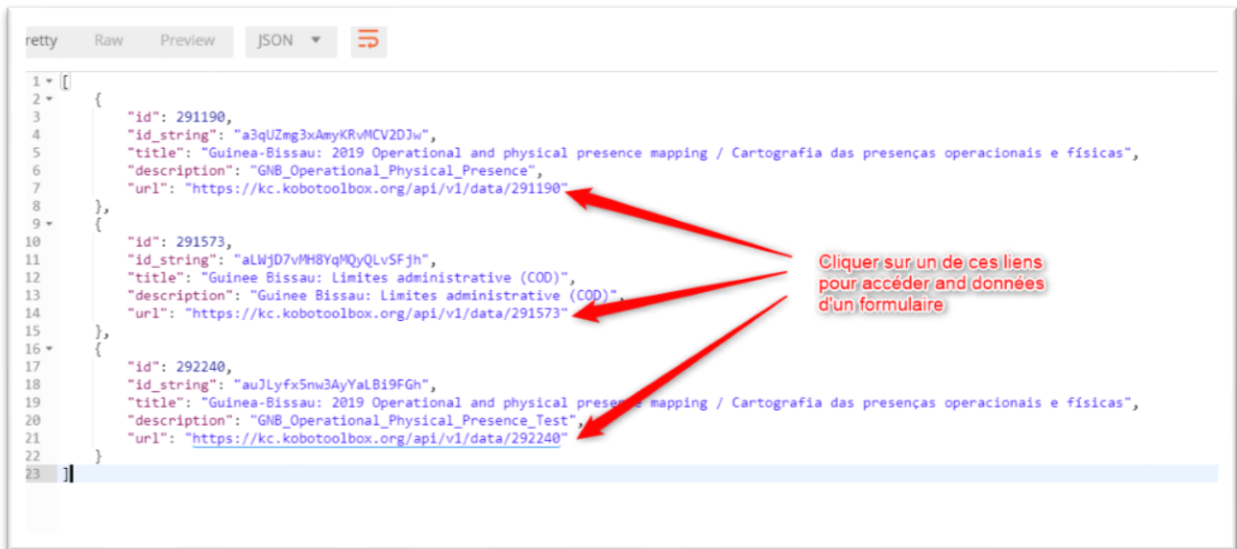 retty Raw Preview JSON
1 [
2 {
3 "id": 291190,
4 "id_string": "a3qUZmg3xAmyKRvMCV2DJw",
5 "title": "Guinea-Bissau: 2019 Operational and physical presence mapping / Cartografia das presenças operacionais e físicas",
6 "description": "GNB_Operational_Physical_Presence",
7 "url": "https://kc.kobotoolbox.org/api/v1/data/291190"
8 },
9 {
10 "id": 291573,
11 "id_string": "aLWjD7vMH8YqMQyQLvSFjh",
12 "title": "Guinee Bissau: Limites administrative (COD)",
13 "description": "Guinee Bissau: Limites administrative (COD)",
14 "url": "https://kc.kobotoolbox.org/api/v1/data/291573"
15 },
16 {
17 "id": 292240,
18 "id_string": "auJLyfx5nw3AyYaLBi9FGh",
19 "title": "Guinea-Bissau: 2019 Operational and physical presence mapping / Cartografia das presenças operacionais e físicas",
20 "description": "GNB_Operational_Physical_Presence_Test",
21 "url": "https://kc.kobotoolbox.org/api/v1/data/292240"
22 }
23 ]
Cliquer sur un de ces liens
pour accéder and données
d'un formulaire